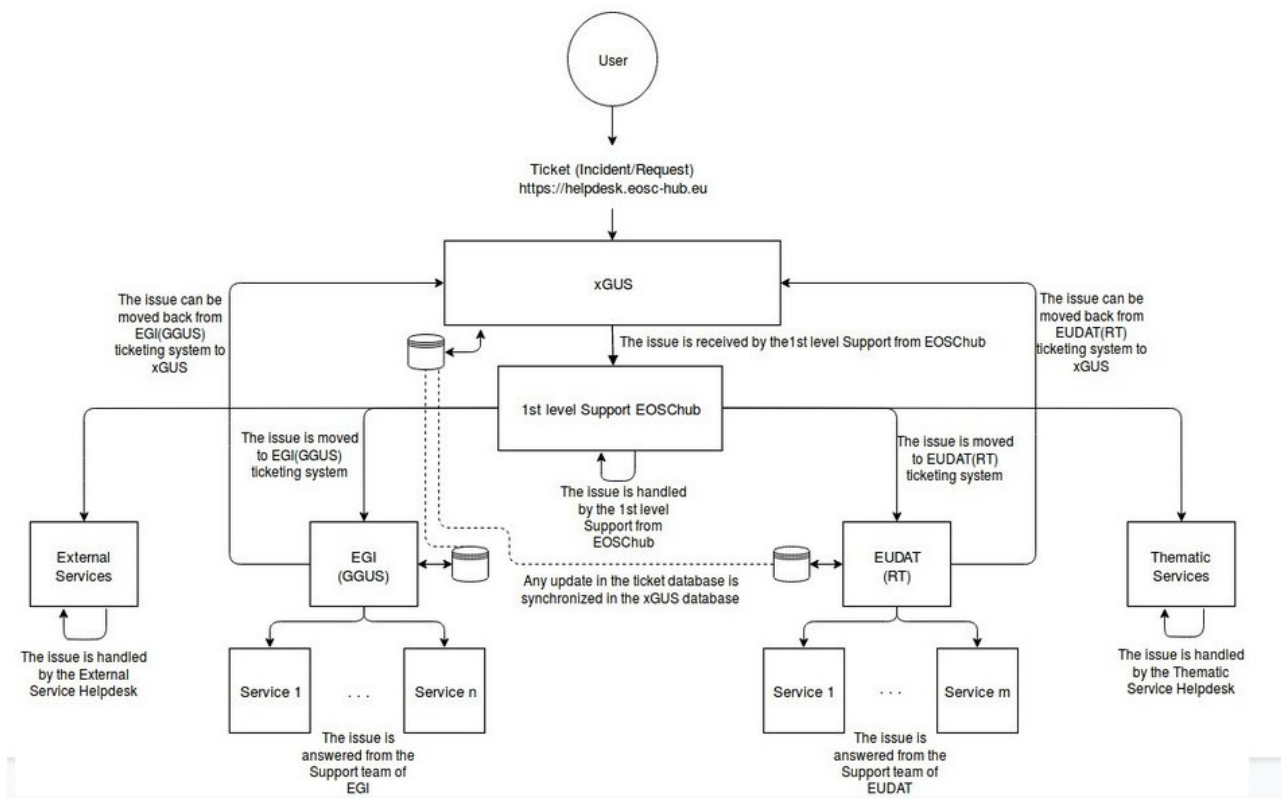 User
Ticket (Incident/Request)
https://helpdesk.eosc-hub.eu
xGUS
The issue can be
moved back from
EGI(GGUS)
ticketing system to
xGUS
The issue can be
moved back from
EUDAT(RT)
ticketing system to
xGUS
The issue is received by the1st level Support from EOSChub
1st level Support EOSChub
The issue is moved
to EGI(GGUS)
ticketing system
The issue is moved
to EUDAT(RT)
ticketing system
The issue is handled
by the 1st level
Support from
EOSChub
External
Services
EGI
(GGUS)
EUDAT
(RT)
Thematic
Services
Any update in the ticket database is
synchronized in the xGUS database
The issue is handled
by the External
Service Helpdesk
Service 1
. . .
Service n
Service 1
. . .
Service m
The issue is handled
by the Thematic
Service Helpdesk
The issue is
answered from the
Support team of
EGI
The issue is
answered from the
Support team of
EUDAT